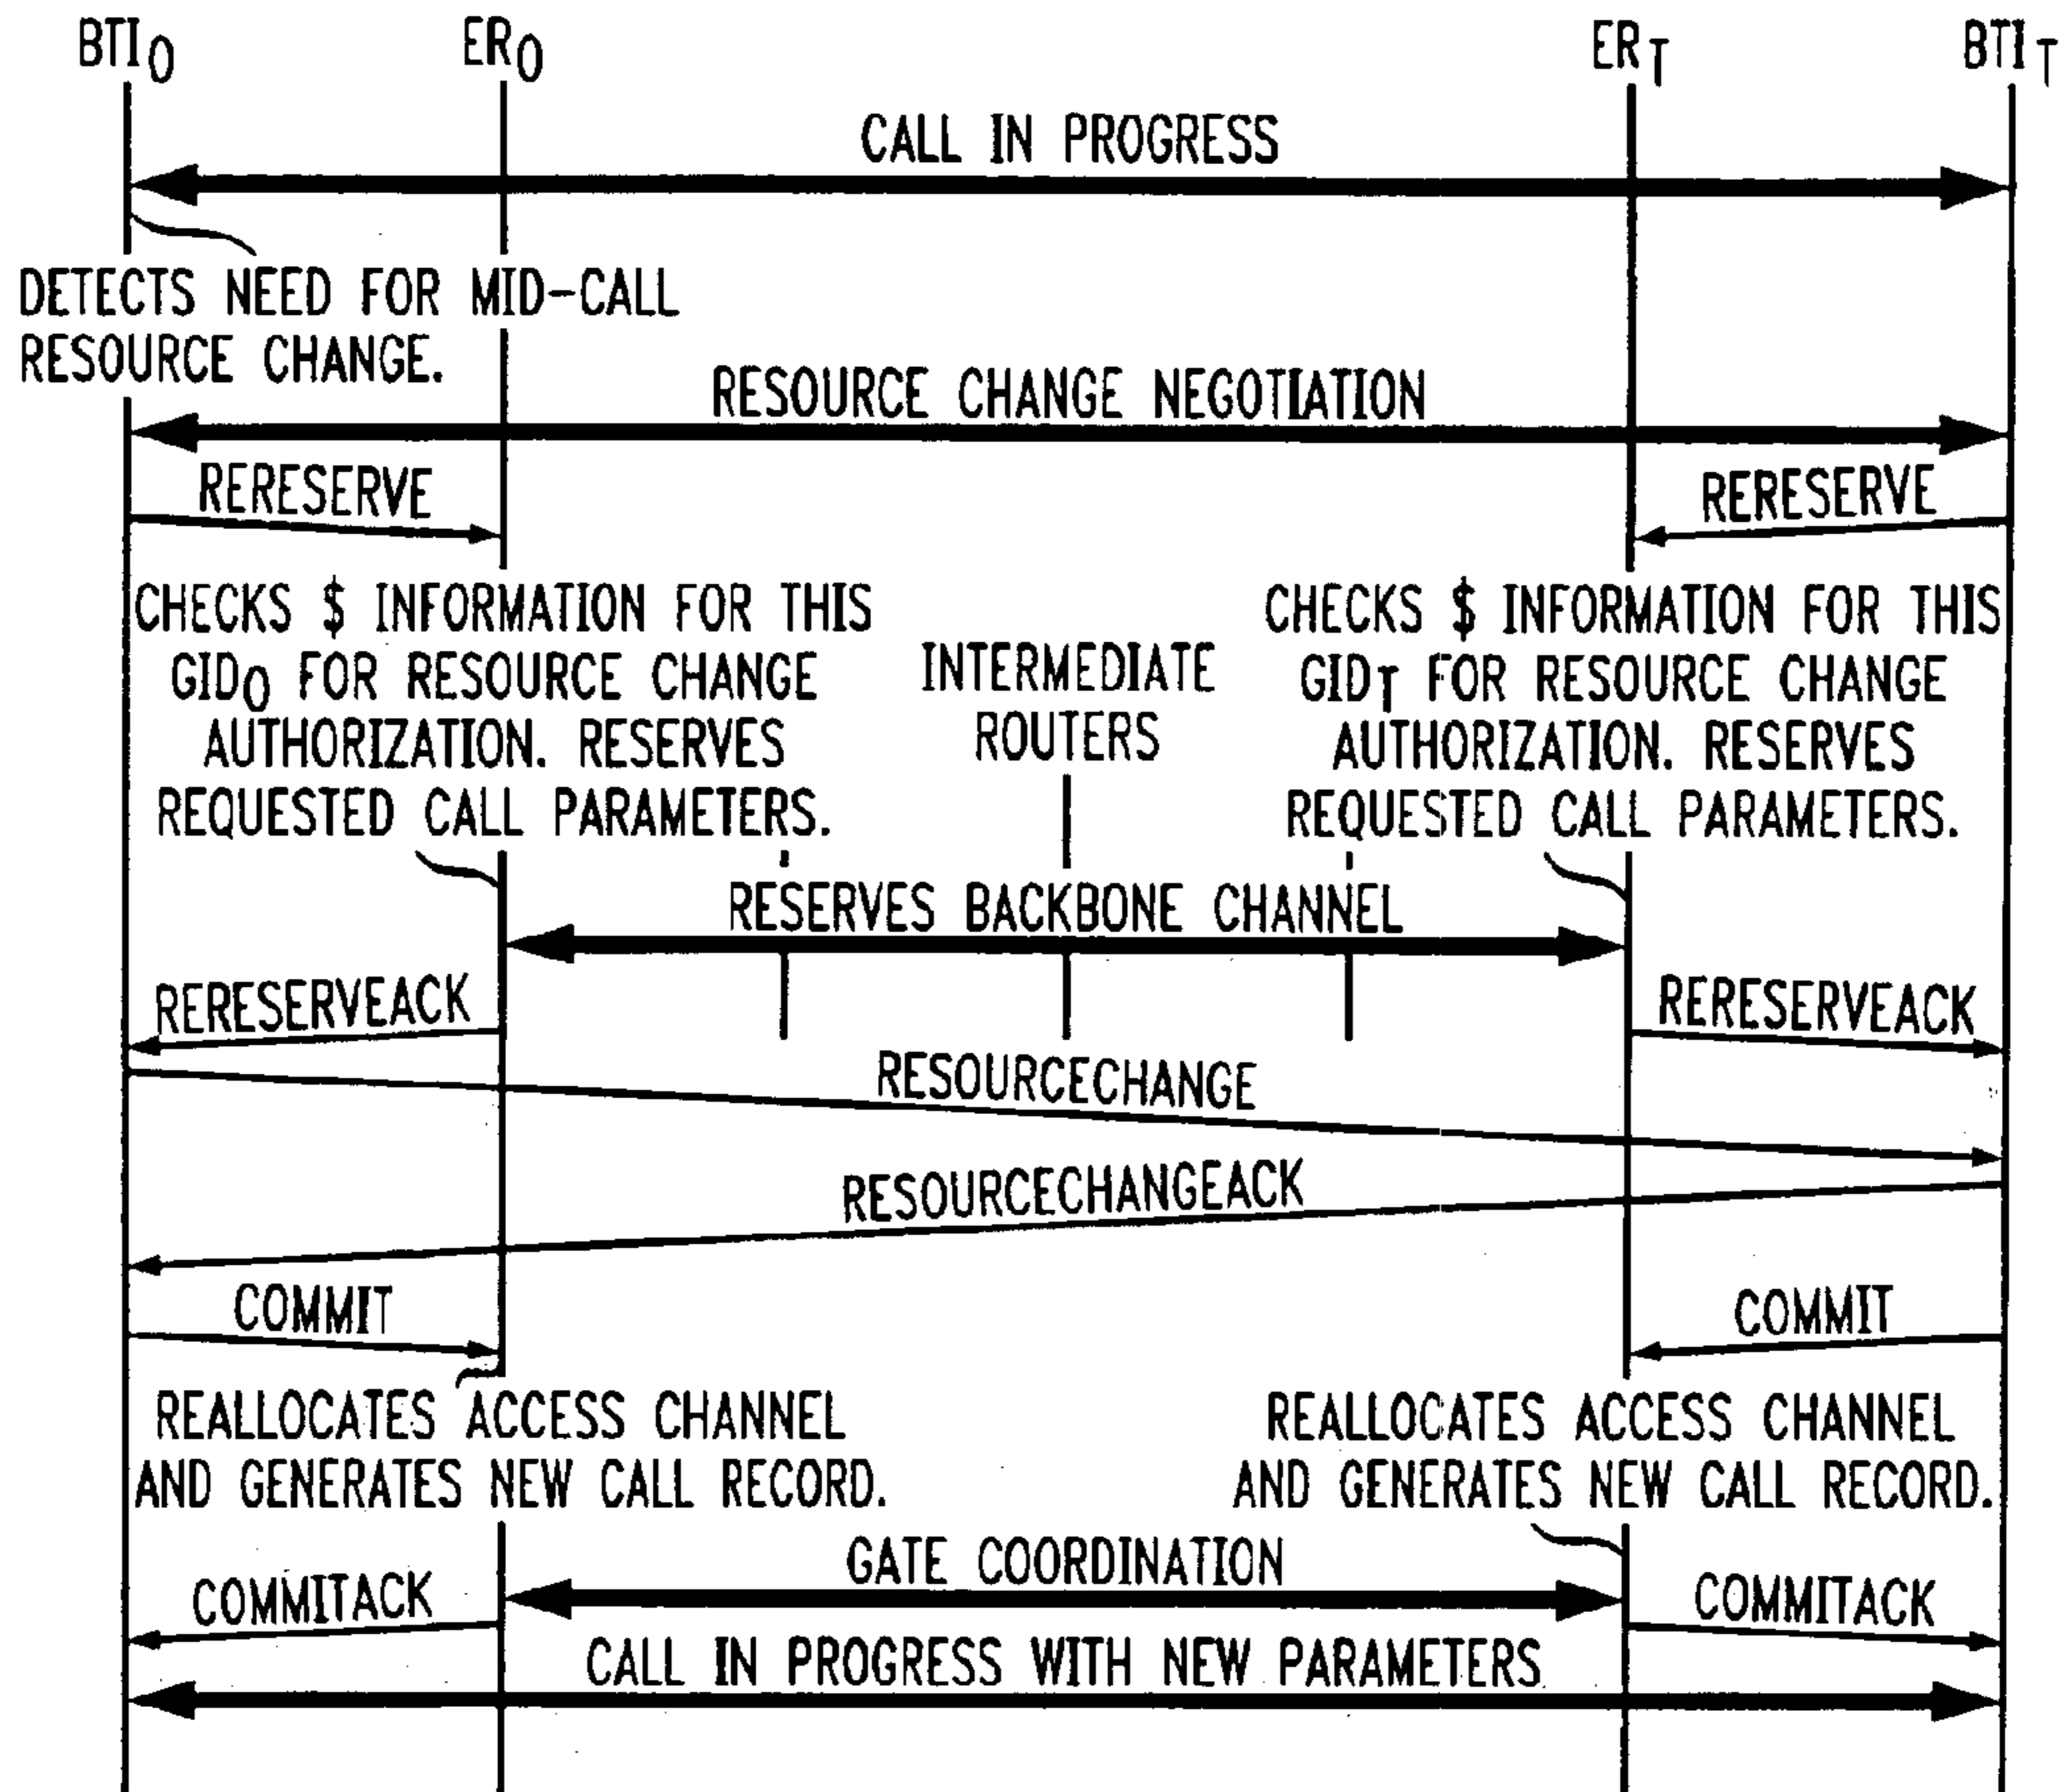 BTIO ERO ERT BTIT
CALL IN PROGRESS
DETECTS NEED FOR MID-CALL
RESOURCE CHANGE.
RESOURCE CHANGE NEGOTIATION
RERESERVE RERESERVE
CHECKS $ INFORMATION FOR THIS
GIDO FOR RESOURCE CHANGE
AUTHORIZATION. RESERVES
REQUESTED CALL PARAMETERS.
INTERMEDIATE
ROUTERS
CHECKS $ INFORMATION FOR THIS
GIDT FOR RESOURCE CHANGE
AUTHORIZATION. RESERVES
REQUESTED CALL PARAMETERS.
RESERVES BACKBONE CHANNEL
RERESERVEACK RERESERVEACK
RESOURCECHANGE
RESOURCECHANGEACK
COMMIT COMMIT
REALLOCATES ACCESS CHANNEL
AND GENERATES NEW CALL RECORD.
REALLOCATES ACCESS CHANNEL
AND GENERATES NEW CALL RECORD.
GATE COORDINATION
COMMITACK COMMITACK
CALL IN PROGRESS WITH NEW PARAMETERS